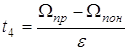 t₄ = (Ωпр − Ωпон) / ε